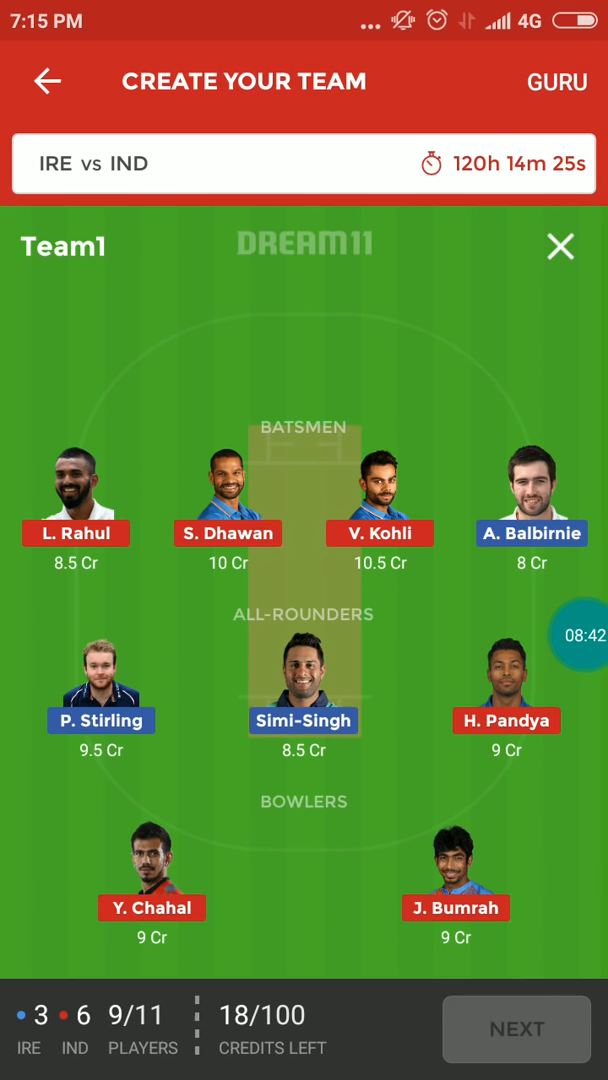 7:15 PM ... 4G
CREATE YOUR TEAM GURU
IRE vs IND 120h 14m 25s
Team1 DREAM11
BATSMEN
L. Rahul S. Dhawan V. Kohli A. Balbirnie
8.5 Cr 10 Cr 10.5 Cr 8 Cr
ALL-ROUNDERS
08:42
P. Stirling Simi-Singh H. Pandya
9.5 Cr 8.5 Cr 9 Cr
BOWLERS
Y. Chahal J. Bumrah
9 Cr 9 Cr
3 6 9/11 18/100
IRE IND PLAYERS CREDITS LEFT
NEXT